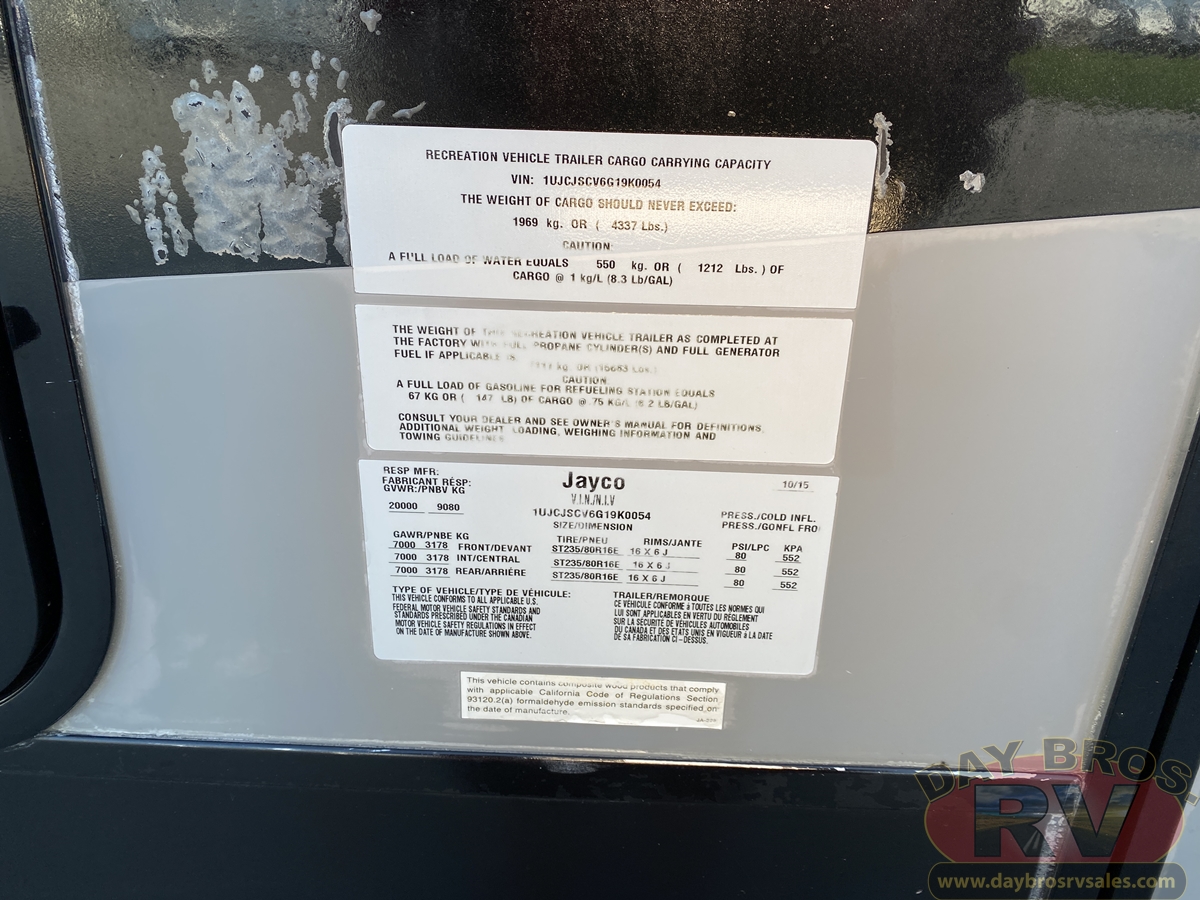 RECREATION VEHICLE TRAILER CARGO CARRYING CAPACITY
VIN: 1UJCJSCV6G19K0054
THE WEIGHT OF CARGO SHOULD NEVER EXCEED:
1969 kg. OR ( 4337 Lbs.)
CAUTION:
A FULL LOAD OF WATER EQUALS 550 kg. OR ( 1212 Lbs. ) OF
CARGO @ 1 kg/L (8.3 Lb/GAL)
THE WEIGHT OF THIS RECREATION VEHICLE TRAILER AS COMPLETED AT
THE FACTORY WITH FULL PROPANE CYLINDER(S) AND FULL GENERATOR
FUEL IF APPLICABLE IS
kg. OR (15663 Lbs.)
CAUTION:
A FULL LOAD OF GASOLINE FOR REFUELING STATION EQUALS
67 KG OR ( 147 LB) OF CARGO @ .75 KG/L (6.2 LB/GAL)
CONSULT YOUR DEALER AND SEE OWNER'S MANUAL FOR DEFINITIONS,
ADDITIONAL WEIGHT LOADING, WEIGHING INFORMATION AND
TOWING GUIDELINES
RESP MFR:
FABRICANT RÉSP:
Jayco
10/15
GVWR:/PNBV KG
V.I.N./N.I.V
20000 9080
1UJCJSCV6G19K0054
PRESS./COLD INFL.
SIZE/DIMENSION
PRESS./GONFL FRO
GAWR/PNBE KG TIRE/PNEU RIMS/JANTE PSI/LPC KPA
7000 3178 FRONT/DEVANT ST235/80R16E 16 X 6 J 80 552
7000 3178 INT/CENTRAL ST235/80R16E 16 X 6 J 80 552
7000 3178 REAR/ARRIÉRE ST235/80R16E 16 X 6 J 80 552
TYPE OF VEHICLE/TYPE DE VÉHICULE: TRAILER/REMORQUE
THIS VEHICLE CONFORMS TO ALL APPLICABLE U.S.
FEDERAL MOTOR VEHICLE SAFETY STANDARDS AND
STANDARDS PRESCRIBED UNDER THE CANADIAN
MOTOR VEHICLE SAFETY REGULATIONS IN EFFECT
ON THE DATE OF MANUFACTURE SHOWN ABOVE.
CE VÉHICULE CONFORME à TOUTES LES NORMES QUI
LUI SONT APPLICABLES EN VERTU DU RÈGLEMENT
SUR LA SÉCURITÉ DE VÉHICULES AUTOMOBILES
DU CANADA ET DES ETATS UNIS EN VIGUEUR à LA DATE
DE SA FABRICATION CI-DESSUS.
This vehicle contains composite wood products that comply
with applicable California Code of Regulations Section
93120.2(a) formaldehyde emission standards specified on
the date of manufacture.
DAY BROS.
RV
www.daybrosrvsales.com